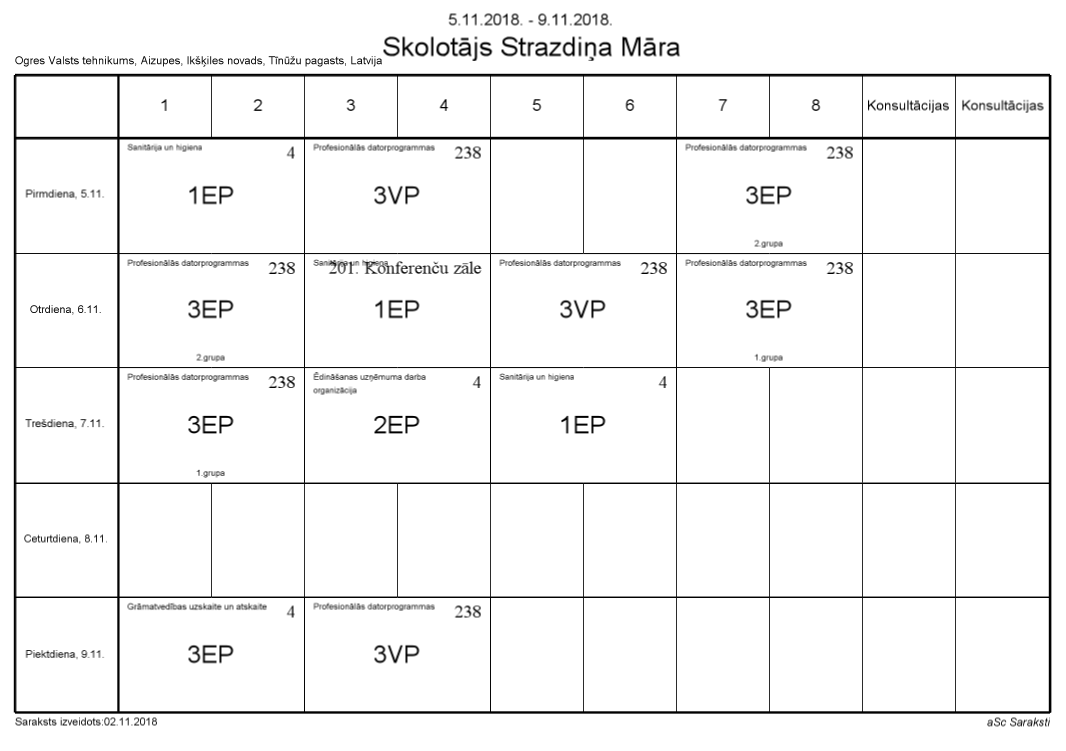 5.11.2018. - 9.11.2018.
Skolotājs Strazdiņa Māra
Ogres Valsts tehnikums, Aizupes, Ikšķiles novads, Tīnūžu pagasts, Latvija
1 2 3 4 5 6 7 8 Konsultācijas Konsultācijas
Pirmdiena, 5.11.
Sanitārija un higiena 4
1EP
Profesionālās datorprogrammas 238
3VP
Profesionālās datorprogrammas 238
3EP
2.grupa
Otrdiena, 6.11.
Profesionālās datorprogrammas 238
3EP
2.grupa
Sanitārija un higiena 201. Konferenču zāle
1EP
Profesionālās datorprogrammas 238
3VP
Profesionālās datorprogrammas 238
3EP
1.grupa
Trešdiena, 7.11.
Profesionālās datorprogrammas 238
3EP
1.grupa
Ēdināšanas uzņēmuma darba 4
organizācija
2EP
Sanitārija un higiena 4
1EP
Ceturtdiena, 8.11.
Piektdiena, 9.11.
Grāmatvedības uzskaite un atskaite 4
3EP
Profesionālās datorprogrammas 238
3VP
Saraksts izveidots:02.11.2018
aSc Saraksti